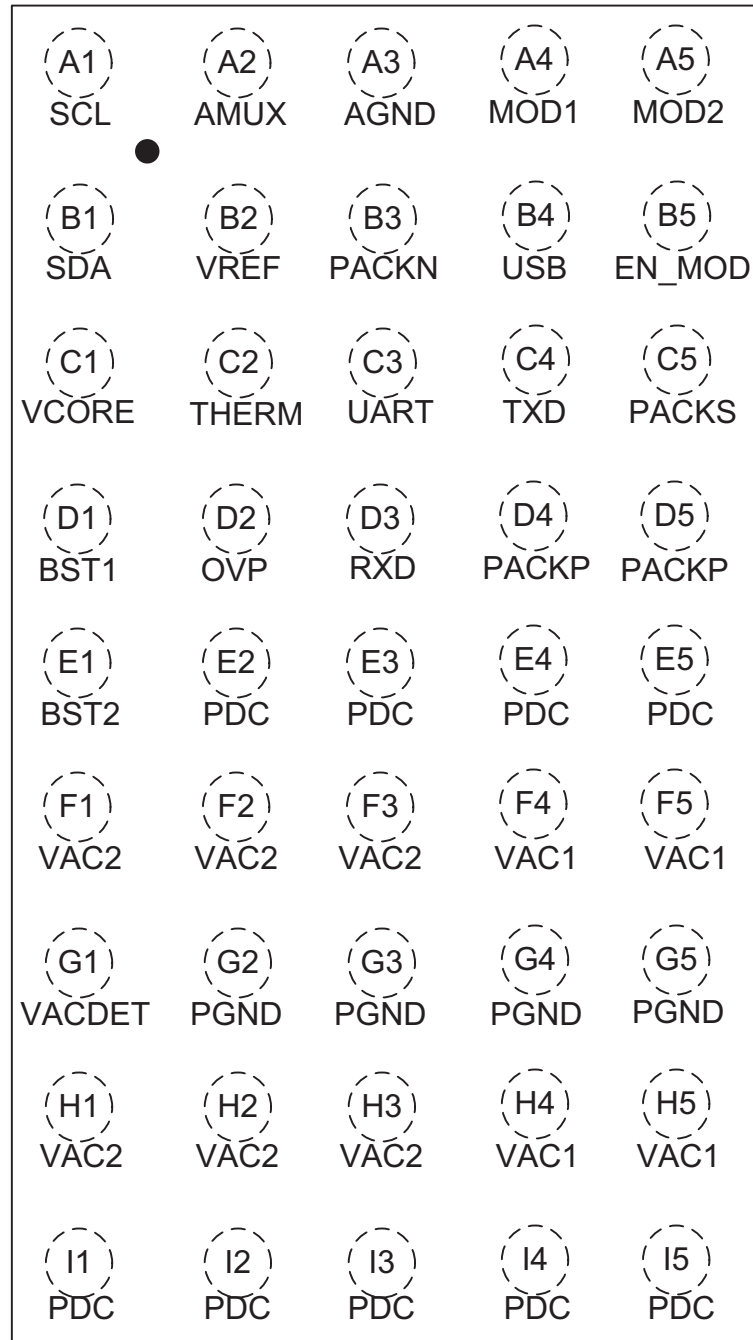 A1 A2 A3 A4 A5
SCL AMUX AGND MOD1 MOD2
B1 B2 B3 B4 B5
SDA VREF PACKN USB EN_MOD
C1 C2 C3 C4 C5
VCORE THERM UART TXD PACKS
D1 D2 D3 D4 D5
BST1 OVP RXD PACKP PACKP
E1 E2 E3 E4 E5
BST2 PDC PDC PDC PDC
F1 F2 F3 F4 F5
VAC2 VAC2 VAC2 VAC1 VAC1
G1 G2 G3 G4 G5
VACDET PGND PGND PGND PGND
H1 H2 H3 H4 H5
VAC2 VAC2 VAC2 VAC1 VAC1
I1 I2 I3 I4 I5
PDC PDC PDC PDC PDC